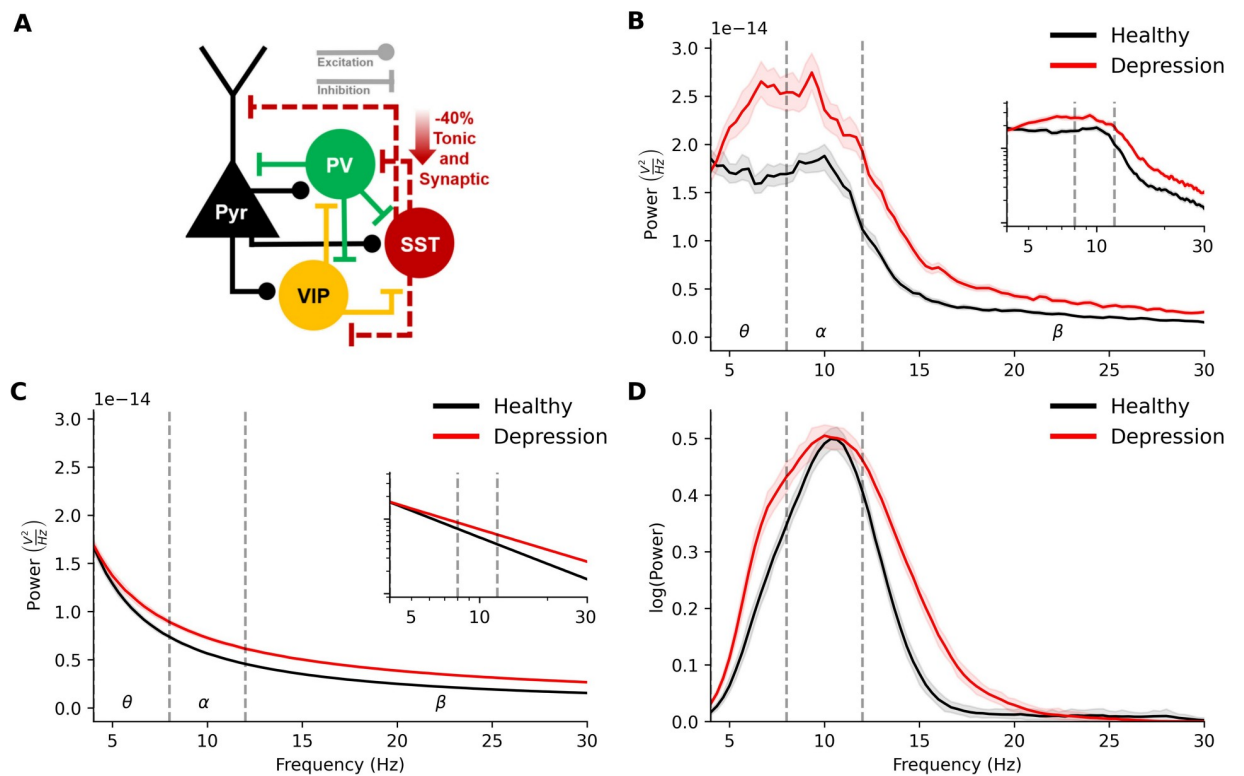 A
Excitation
Inhibition
-40%
Tonic
and
Synaptic
PV
Pyr
SST
VIP
B
1e−14
Healthy
Depression
3.0
2.5
2.0
1.5
1.0
0.5
0.0
Power (V²/Hz)
θ α β
5 10 15 20 25 30
5 10 30
C
1e−14
Healthy
Depression
3.0
2.5
2.0
1.5
1.0
0.5
0.0
Power (V²/Hz)
θ α β
5 10 15 20 25 30
Frequency (Hz)
5 10 30
D
Healthy
Depression
0.5
0.4
0.3
0.2
0.1
0.0
log(Power)
5 10 15 20 25 30
Frequency (Hz)